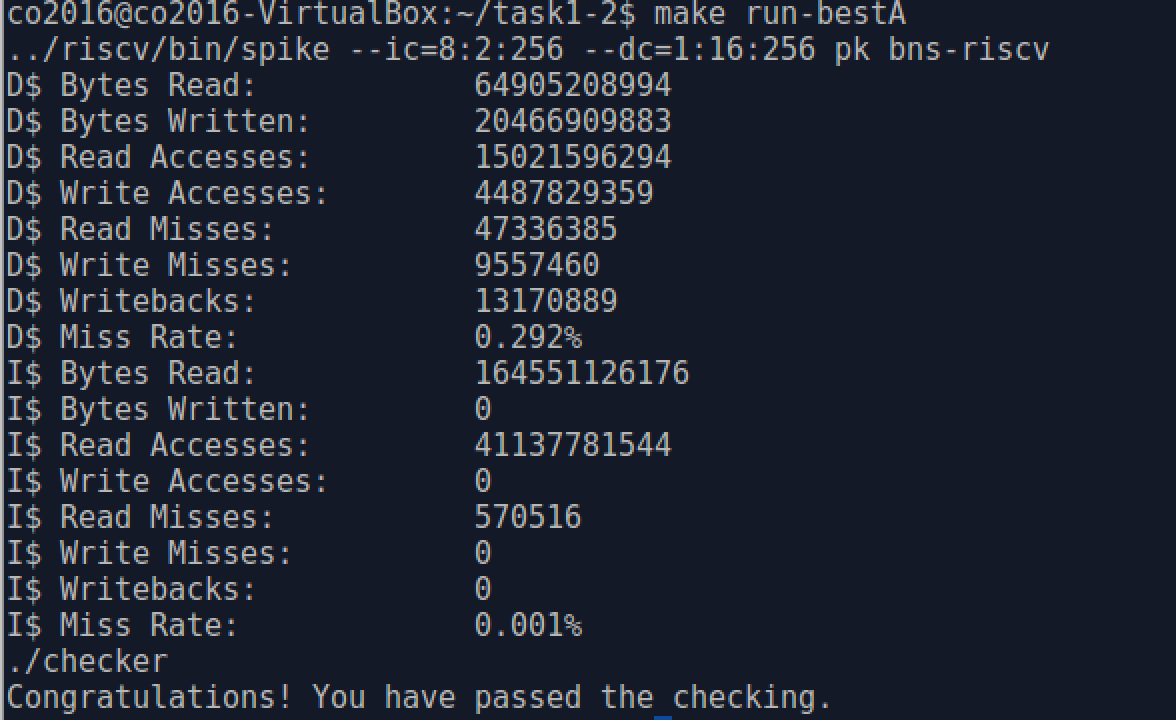 co2016@co2016-VirtualBox:~/task1-2$ make run-bestA
../riscv/bin/spike --ic=8:2:256 --dc=1:16:256 pk bns-riscv
D$ Bytes Read: 64905208994
D$ Bytes Written: 20466909883
D$ Read Accesses: 15021596294
D$ Write Accesses: 4487829359
D$ Read Misses: 47336385
D$ Write Misses: 9557460
D$ Writebacks: 13170889
D$ Miss Rate: 0.292%
I$ Bytes Read: 164551126176
I$ Bytes Written: 0
I$ Read Accesses: 41137781544
I$ Write Accesses: 0
I$ Read Misses: 570516
I$ Write Misses: 0
I$ Writebacks: 0
I$ Miss Rate: 0.001%
./checker
Congratulations! You have passed the checking.